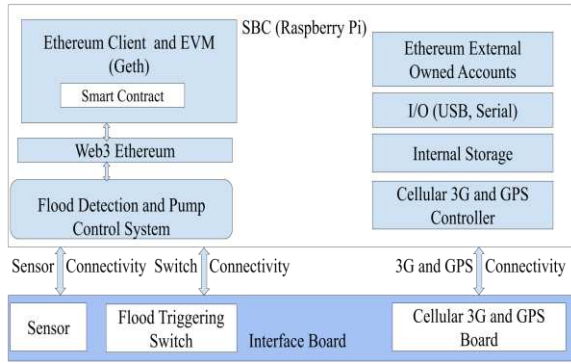 SBC (Raspberry Pi)
Ethereum Client and EVM
(Geth)
Smart Contract
Web3 Ethereum
Flood Detection and Pump
Control System
Ethereum External
Owned Accounts
I/O (USB, Serial)
Internal Storage
Cellular 3G and GPS
Controller
Sensor Connectivity
Switch Connectivity
3G and GPS Connectivity
Sensor
Flood Triggering
Switch
Interface Board
Cellular 3G and GPS
Board